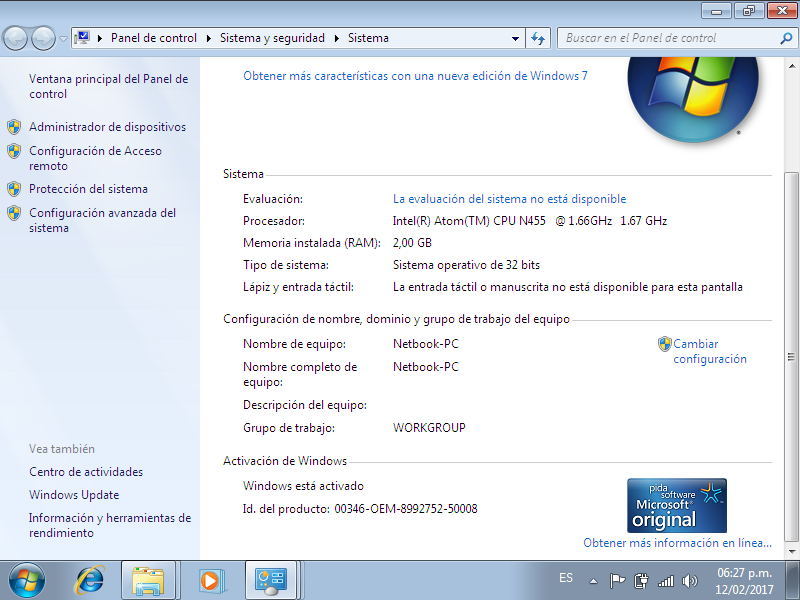 Panel de control Sistema y seguridad Sistema
Buscar en el Panel de control
Ventana principal del Panel de
control
Administrador de dispositivos
Configuración de Acceso
remoto
Protección del sistema
Configuración avanzada del
sistema
Vea también
Centro de actividades
Windows Update
Información y herramientas de
rendimiento
Obtener más características con una nueva edición de Windows 7
Sistema
Evaluación: La evaluación del sistema no está disponible
Procesador: Intel(R) Atom(TM) CPU N455 @ 1.66GHz 1.67 GHz
Memoria instalada (RAM): 2,00 GB
Tipo de sistema: Sistema operativo de 32 bits
Lápiz y entrada táctil: La entrada táctil o manuscrita no está disponible para esta pantalla
Configuración de nombre, dominio y grupo de trabajo del equipo
Nombre de equipo: Netbook-PC
Cambiar
configuración
Nombre completo de
equipo: Netbook-PC
Descripción del equipo:
Grupo de trabajo: WORKGROUP
Activación de Windows
Windows está activado
Id. del producto: 00346-OEM-8992752-50008
pida
software
Microsoft
original
Obtener más información en línea...
ES
06:27 p.m.
12/02/2017